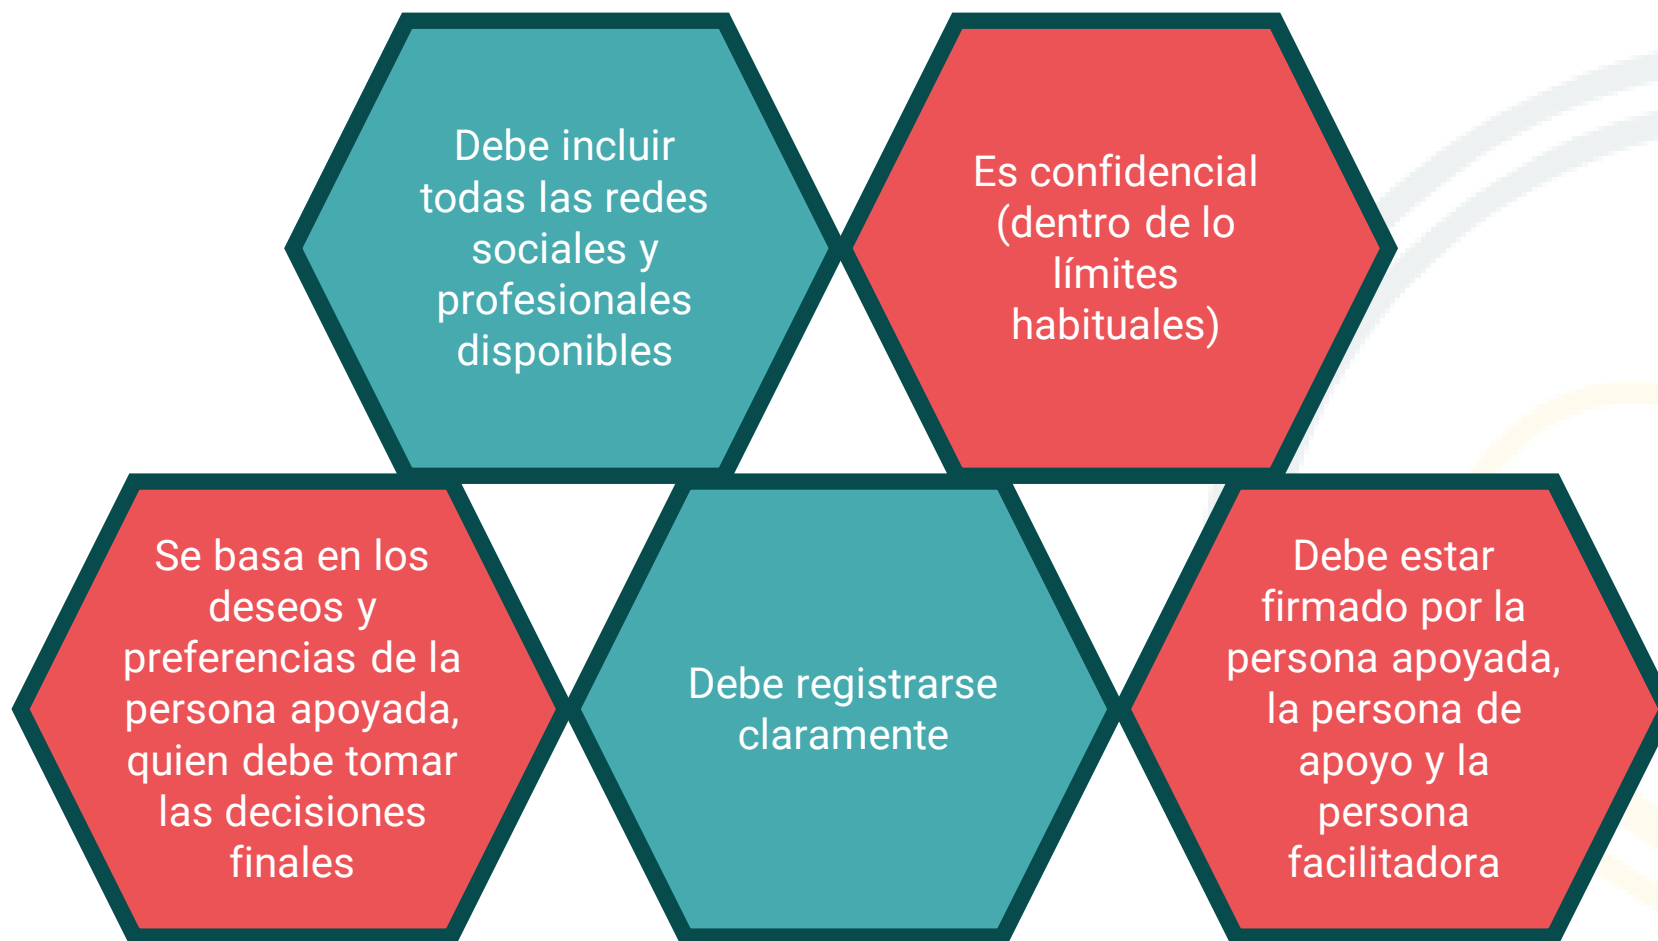 Debe incluir
todas las redes
sociales y
profesionales
disponibles
Es confidencial
(dentro de lo
límites
habituales)
Se basa en los
deseos y
preferencias de la
persona apoyada,
quien debe tomar
las decisiones
finales
Debe registrarse
claramente
Debe estar
firmado por la
persona apoyada,
la persona de
apoyo y la
persona
facilitadora